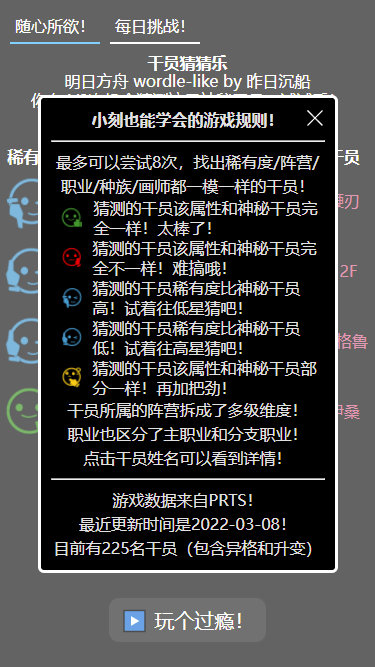 随心所欲！ 每日挑战！
干员猜猜乐
明日方舟 wordle-like by 昨日沉船
小刻也能学会的游戏规则！
稀有
干员
最多可以尝试8次，找出稀有度/阵营/
职业/种族/画师都一模一样的干员！
猜测的干员该属性和神秘干员完
全一样！太棒了！
猜测的干员该属性和神秘干员完
全不一样！难搞哦！
猜测的干员稀有度比神秘干员
高！试着往低星猜吧！
猜测的干员稀有度比神秘干员
低！试着往高星猜吧！
猜测的干员该属性和神秘干员部
分一样！再加把劲！
干员所属的阵营拆成了多级维度！
职业也区分了主职业和分支职业！
点击干员姓名可以看到详情！
刃
2F
格鲁
桑
游戏数据来自PRTS！
最近更新时间是2022-03-08！
目前有225名干员（包含异格和升变）
玩个过瘾！